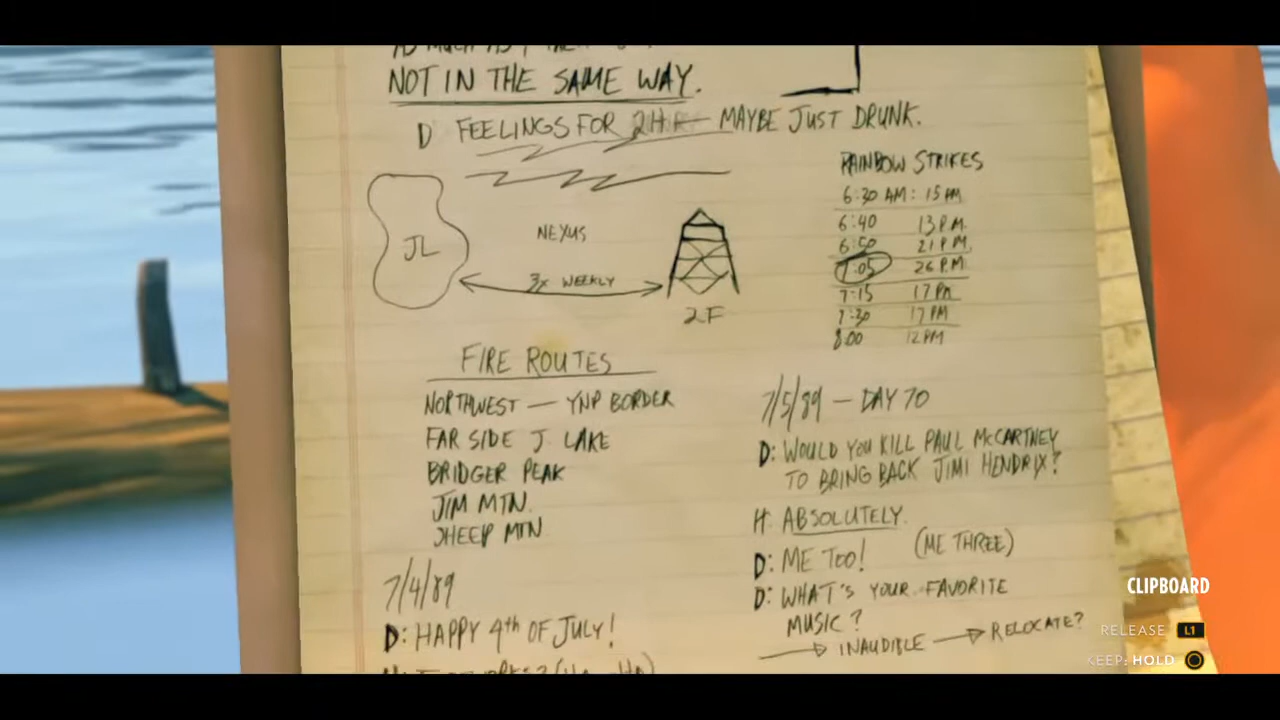 NOT IN THE SAME WAY.
D FEELINGS FOR MAYBE JUST DRUNK.
RAINBOW STRIKES
6:30 AM: 15 PM
6:40 13 P.M.
6:50 21 P.M.
7:05 26 P.M
7:15 17 PM
7:30 17 PM
8:00 12 PM
JL
NEXUS
3x WEEKLY
2F
FIRE ROUTES
NORTHWEST — YNP BORDER
FAR SIDE J. LAKE
BRIDGER PEAK
JIM MTN.
SHEEP MTN
7/4/89
D: HAPPY 4th OF JULY!
7/5/89 — DAY 70
D: WOULD YOU KILL PAUL McCARTNEY
TO BRING BACK JIMI HENDRIX?
H: ABSOLUTELY.
D: ME TOO! (ME THREE)
D: WHAT'S YOUR FAVORITE
MUSIC?
INAUDIBLE → RELOCATE?
CLIPBOARD
RELEASE L1
KEEP: HOLD